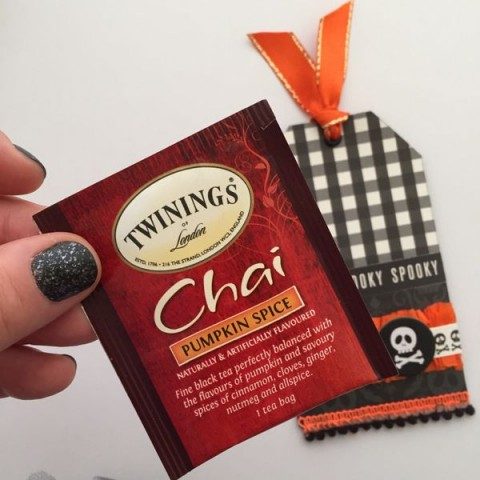 TWININGS®
OF
London
ESTD. 1706 - 216 THE STRAND, LONDON WC2, ENGLAND
Chai
PUMPKIN SPICE
NATURALLY & ARTIFICIALLY FLAVOURED
Fine black tea perfectly balanced with
the flavours of pumpkin and savoury
spices of cinnamon, cloves, ginger,
nutmeg and allspice.
1 tea bag
OOKY SPOOKY